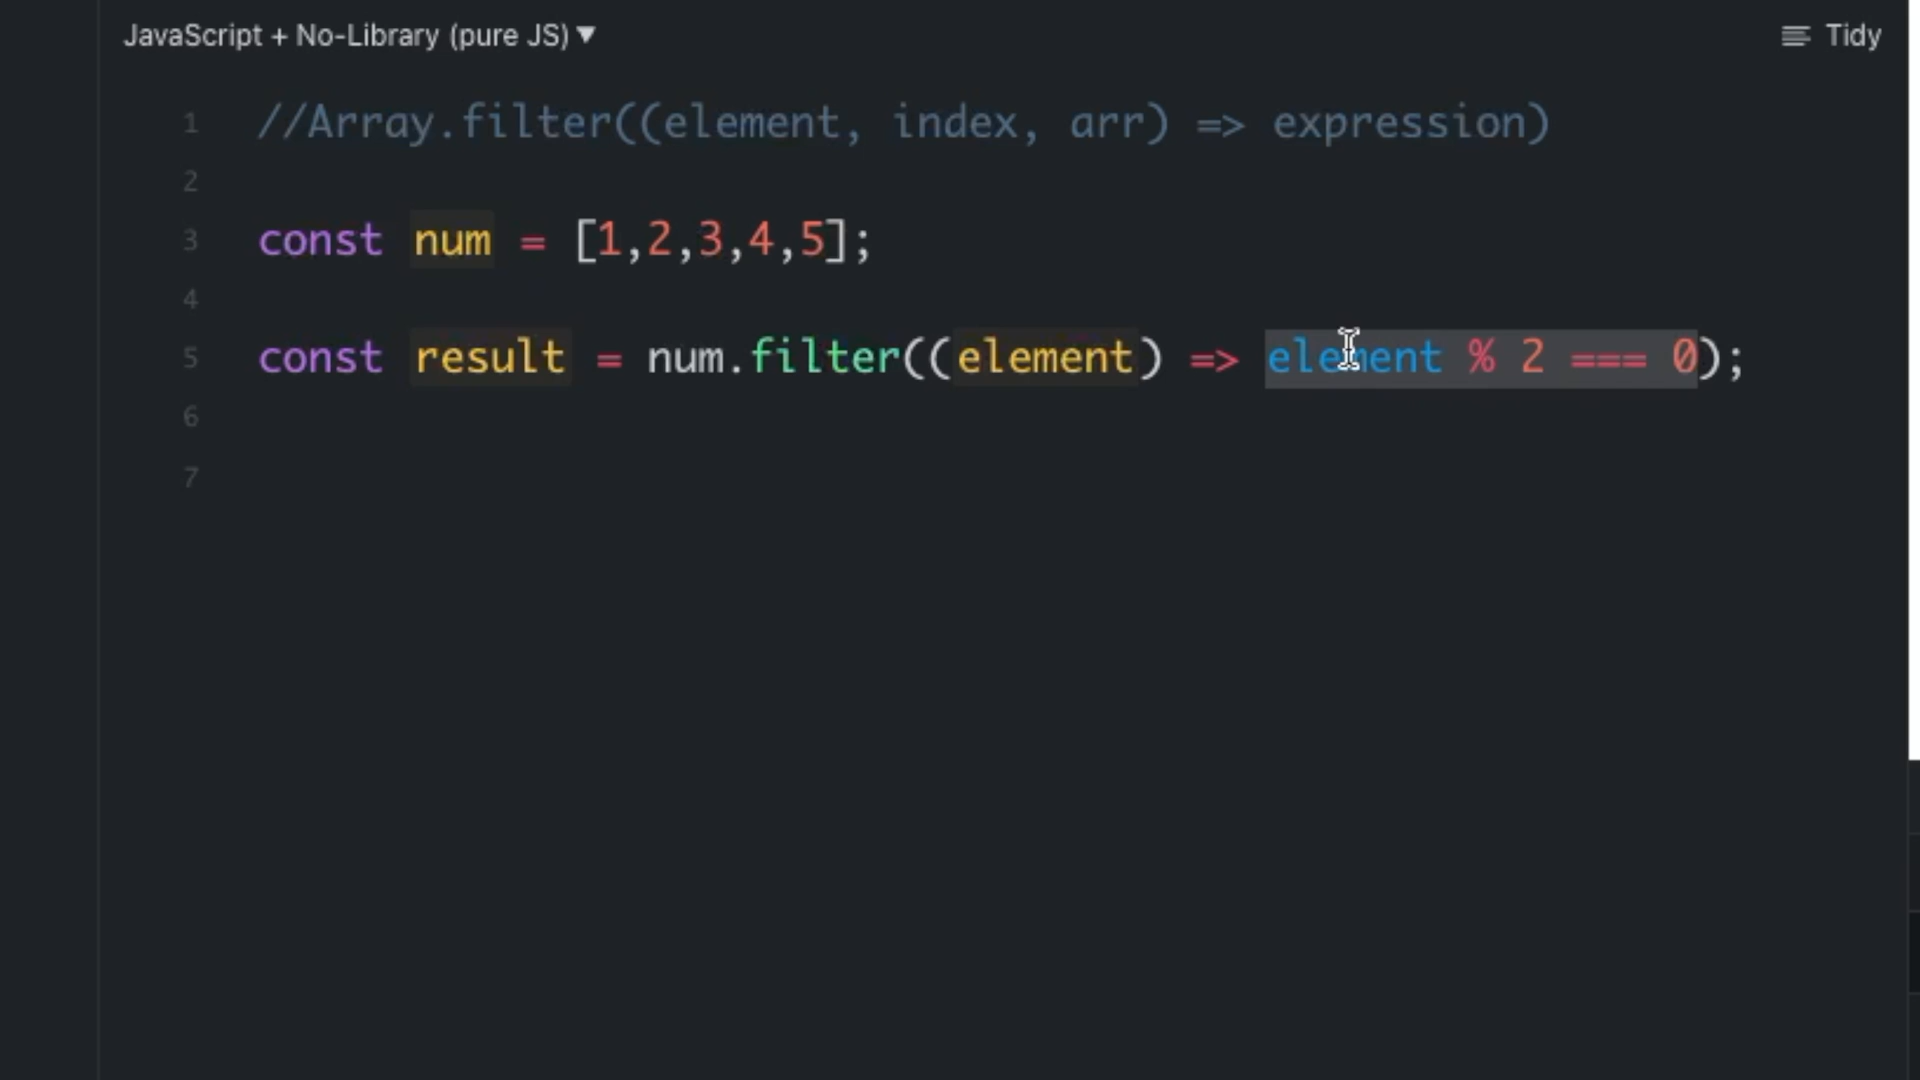 JavaScript + No-Library (pure JS) ▼
Tidy
1 //Array.filter((element, index, arr) => expression)
2
3 const num = [1,2,3,4,5];
4
5 const result = num.filter((element) => element % 2 === 0);
6
7